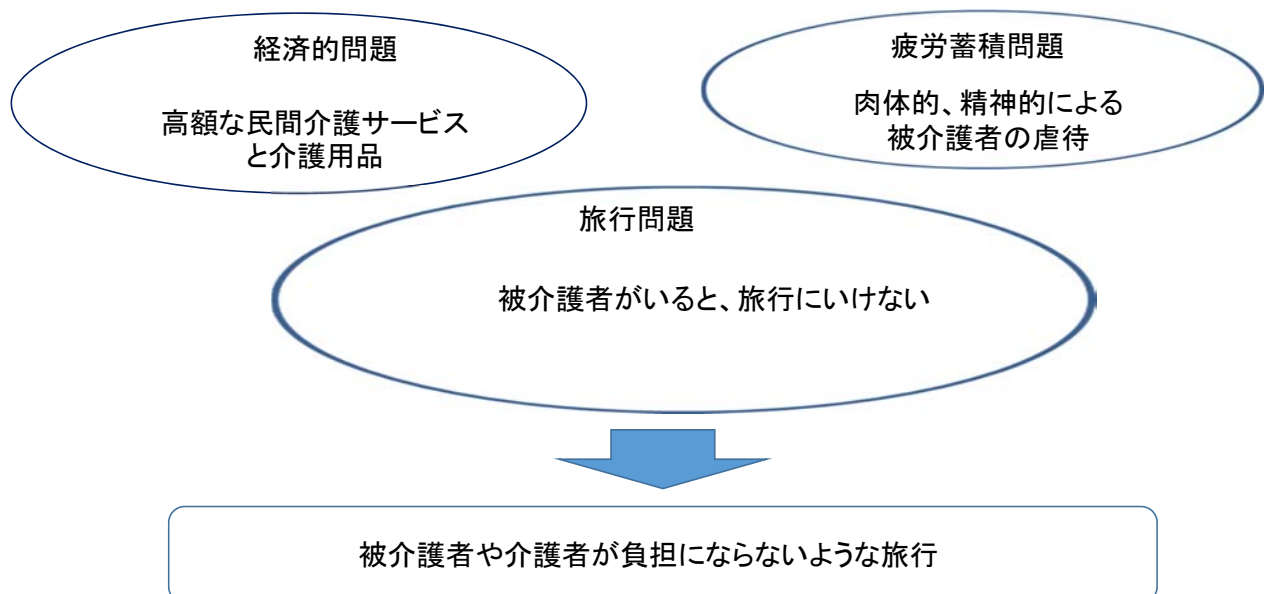 経済的問題
高額な民間介護サービス
と介護用品
疲労蓄積問題
肉体的、精神的による
被介護者の虐待
旅行問題
被介護者がいると、旅行にいけない
被介護者や介護者が負担にならないような旅行